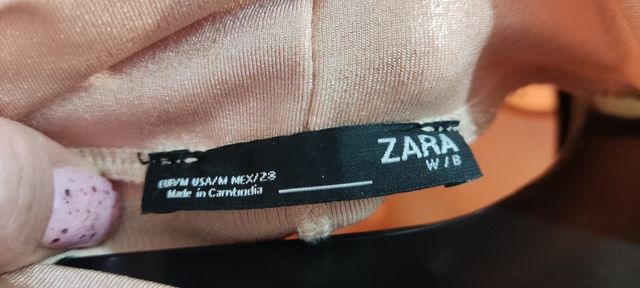 ZARA
W/B
EUR/M USA/M MEX/28
Made in Cambodia